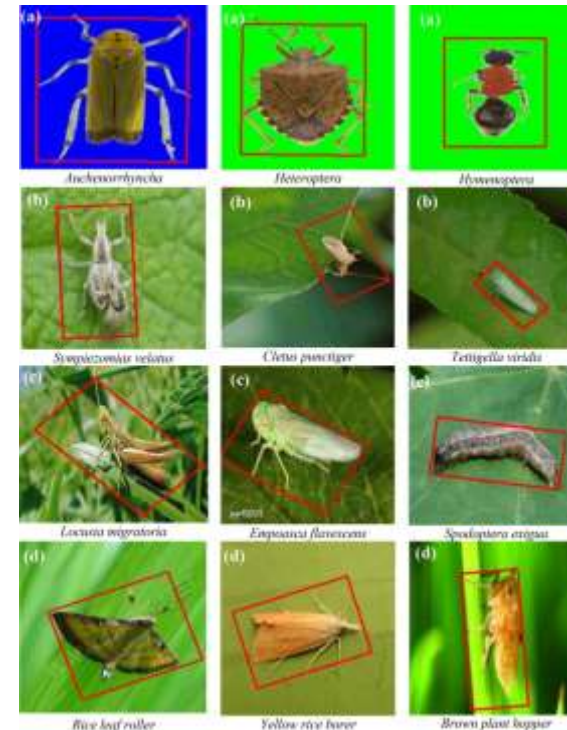 (a) (a) (a)
Auchenorrhyncha Heteroptera Hymenoptera
(b) (b) (b)
Sympiezomias velatus Cletus punctiger Tettigella viridis
(c) (c) (c)
Locusta migratoria Empoasca flavescens Spodoptera exigua
(d) (d) (d)
Rice leaf roller Yellow rice borer Brown plant hopper